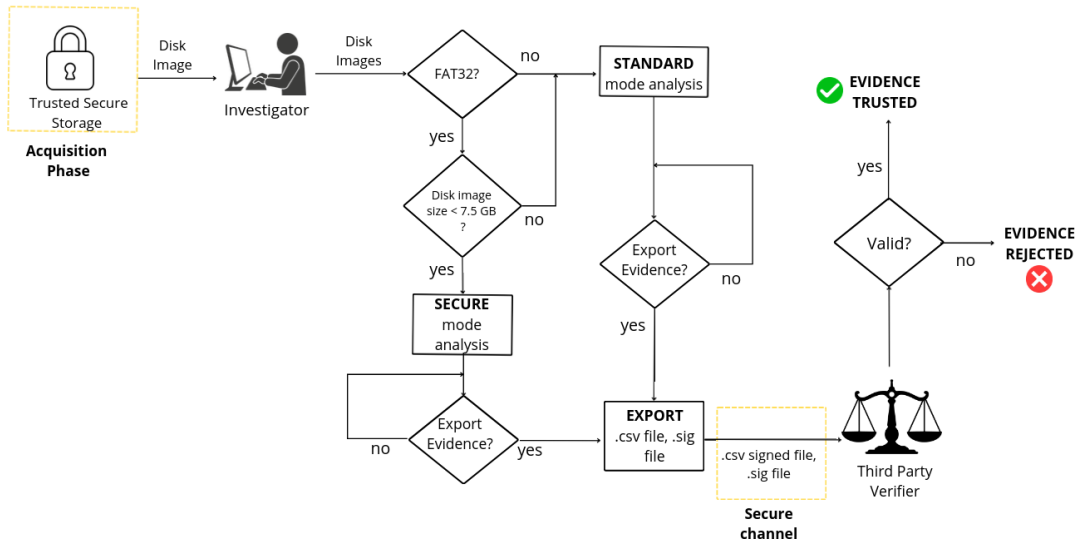 Trusted Secure
Storage
Acquisition
Phase
Disk
Image
Investigator
Disk
Images
FAT32?
no
yes
Disk image
size < 7.5 GB
?
no
yes
SECURE
mode
analysis
Export
Evidence?
no
yes
STANDARD
mode analysis
Export
Evidence?
no
yes
EXPORT
.csv file, .sig
file
.csv signed file,
.sig file
Secure
channel
Third Party
Verifier
Valid?
yes
no
EVIDENCE
TRUSTED
EVIDENCE
REJECTED